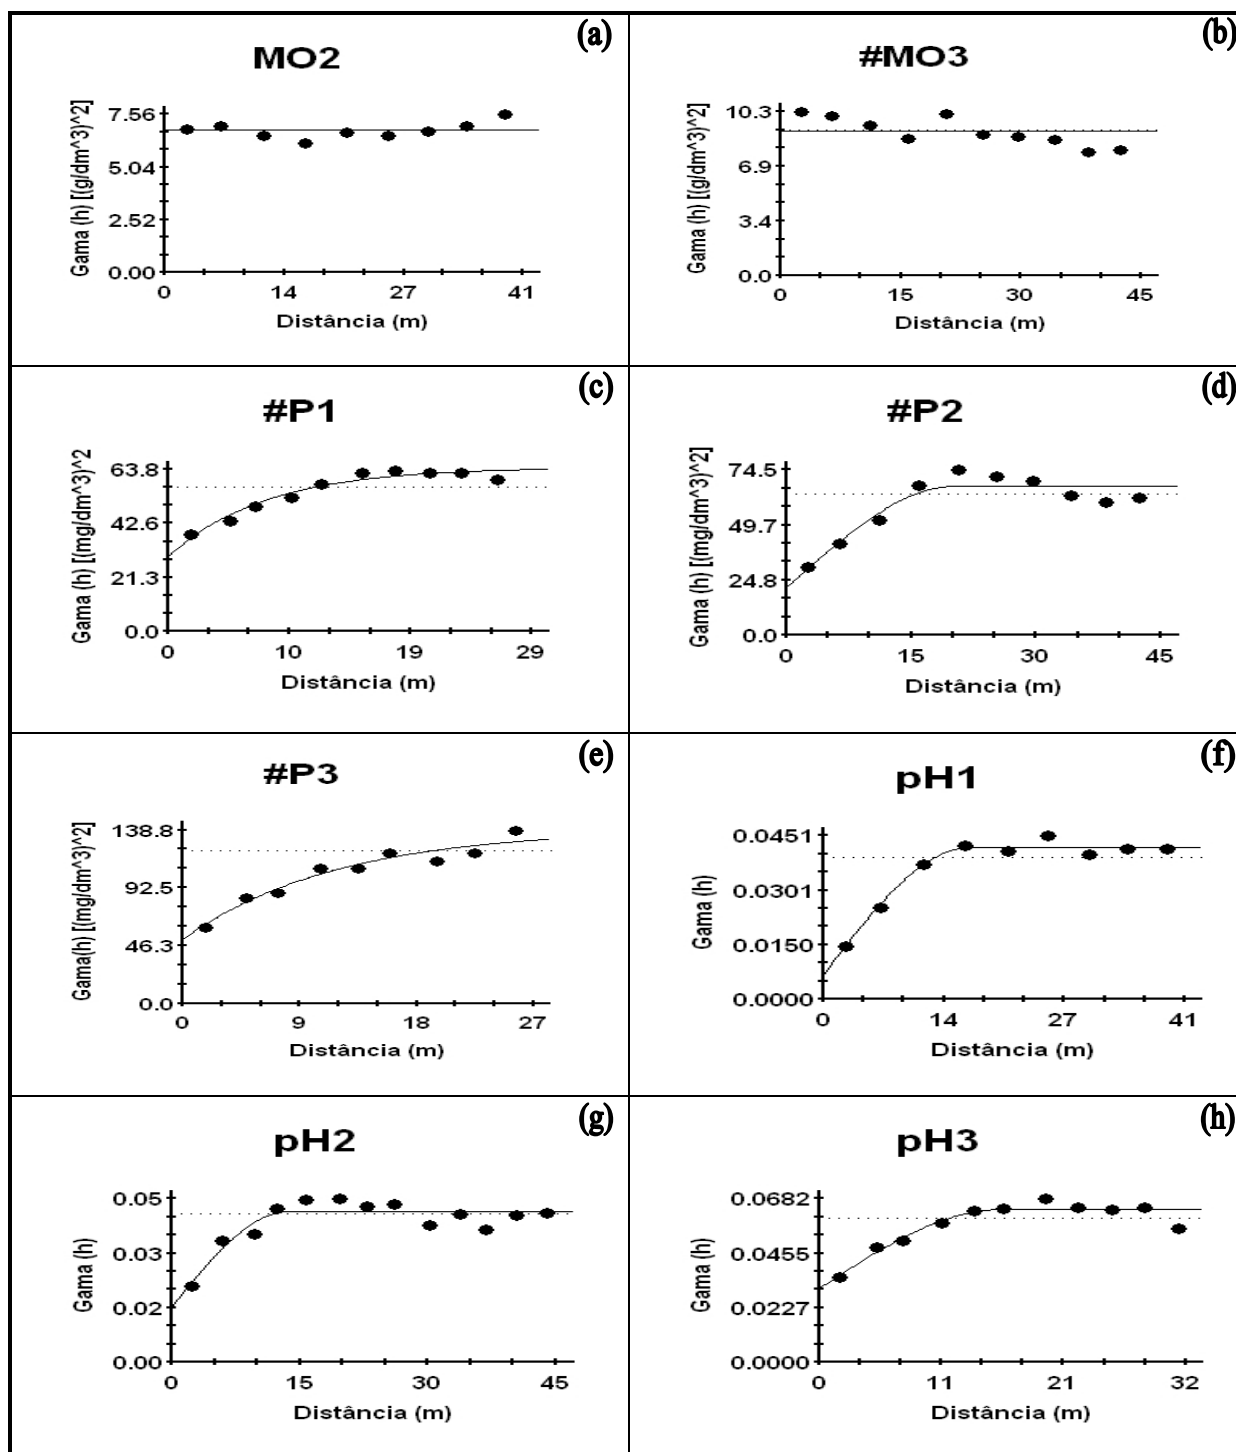 (a)
MO2
Gama (h) [(g/dm^3)^2]
7.56
5.04
2.52
0.00
0 14 27 41
Distância (m)
(b)
#MO3
Gama (h) [(g/dm^3)^2]
10.3
6.9
3.4
0.0
0 15 30 45
Distância (m)
(c)
#P1
Gama (h) [(mg/dm^3)^2
63.8
42.6
21.3
0.0
0 10 19 29
Distância (m)
(d)
#P2
Gama (h) [(mg/dm^3)^2]
74.5
49.7
24.8
0.0
0 15 30 45
Distância (m)
(e)
#P3
Gama(h) [(mg/dm^3)^2]
138.8
92.5
46.3
0.0
0 9 18 27
Distância (m)
(f)
pH1
Gama (h)
0.0451
0.0301
0.0150
0.0000
0 14 27 41
Distância (m)
(g)
pH2
Gama (h)
0.05
0.03
0.02
0.00
0 15 30 45
Distância (m)
(h)
pH3
Gama (h)
0.0682
0.0455
0.0227
0.0000
0 11 21 32
Distância (m)